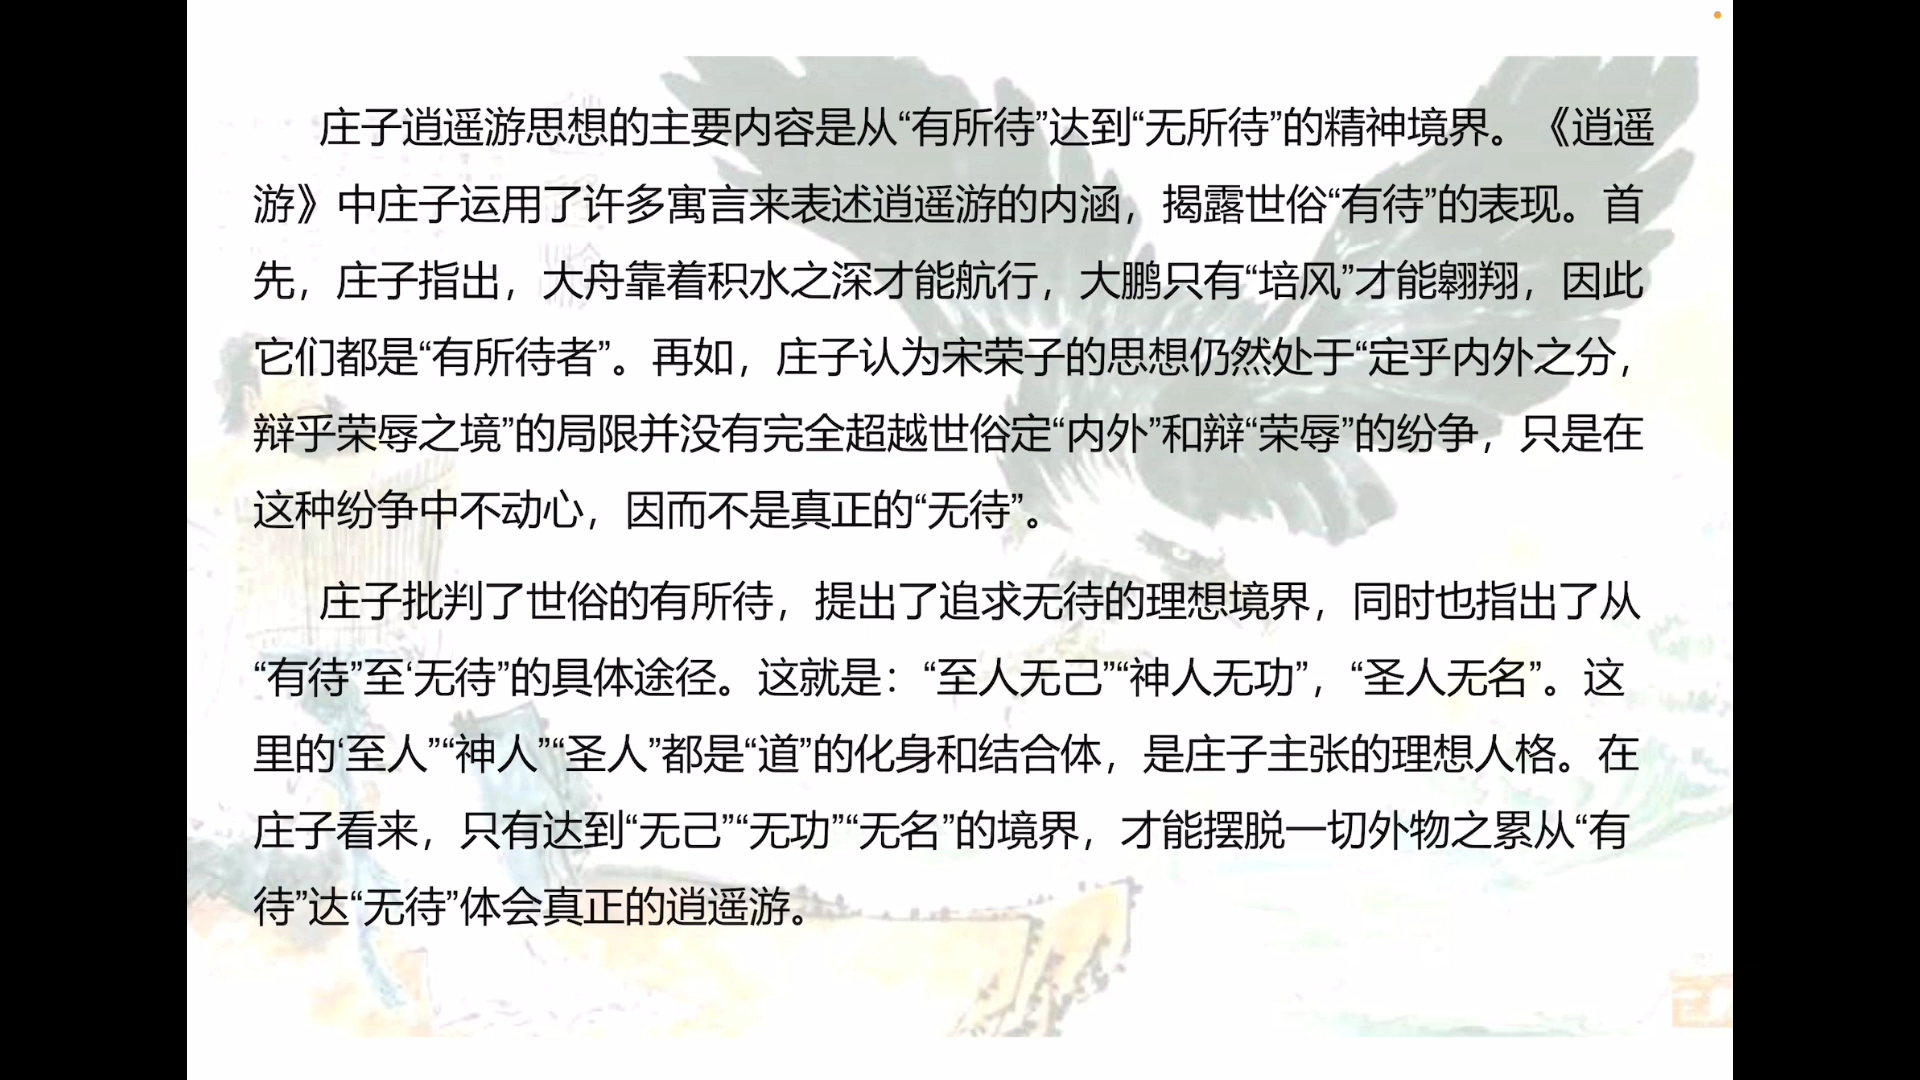 庄子逍遥游思想的主要内容是从“有所待”达到“无所待”的精神境界。《逍遥
游》中庄子运用了许多寓言来表述逍遥游的内涵，揭露世俗“有待”的表现。首
先，庄子指出，大舟靠着积水之深才能航行，大鹏只有“培风”才能翱翔，因此
它们都是“有所待者”。再如，庄子认为宋荣子的思想仍然处于“定乎内外之分，
辩乎荣辱之境”的局限并没有完全超越世俗定“内外”和辩“荣辱”的纷争，只是在
这种纷争中不动心，因而不是真正的“无待”。
庄子批判了世俗的有所待，提出了追求无待的理想境界，同时也指出了从
“有待”至‘无待”的具体途径。这就是：“至人无己”“神人无功”，“圣人无名”。这
里的‘至人”“神人”“圣人”都是“道”的化身和结合体，是庄子主张的理想人格。在
庄子看来，只有达到“无己”“无功”“无名”的境界，才能摆脱一切外物之累从“有
待”达“无待”体会真正的逍遥游。